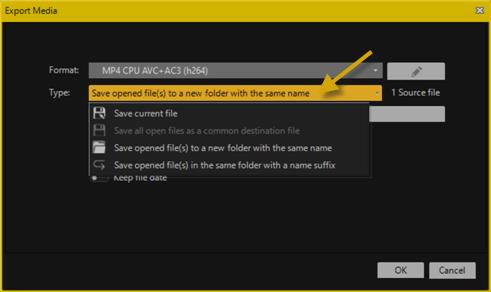 Export Media
Format: MP4 CPU AVC+AC3 (h264)
Type: Save opened file(s) to a new folder with the same name 1 Source file
Save current file
Save all open files as a common destination file
Save opened file(s) to a new folder with the same name
Save opened file(s) in the same folder with a name suffix
Keep file date
OK Cancel